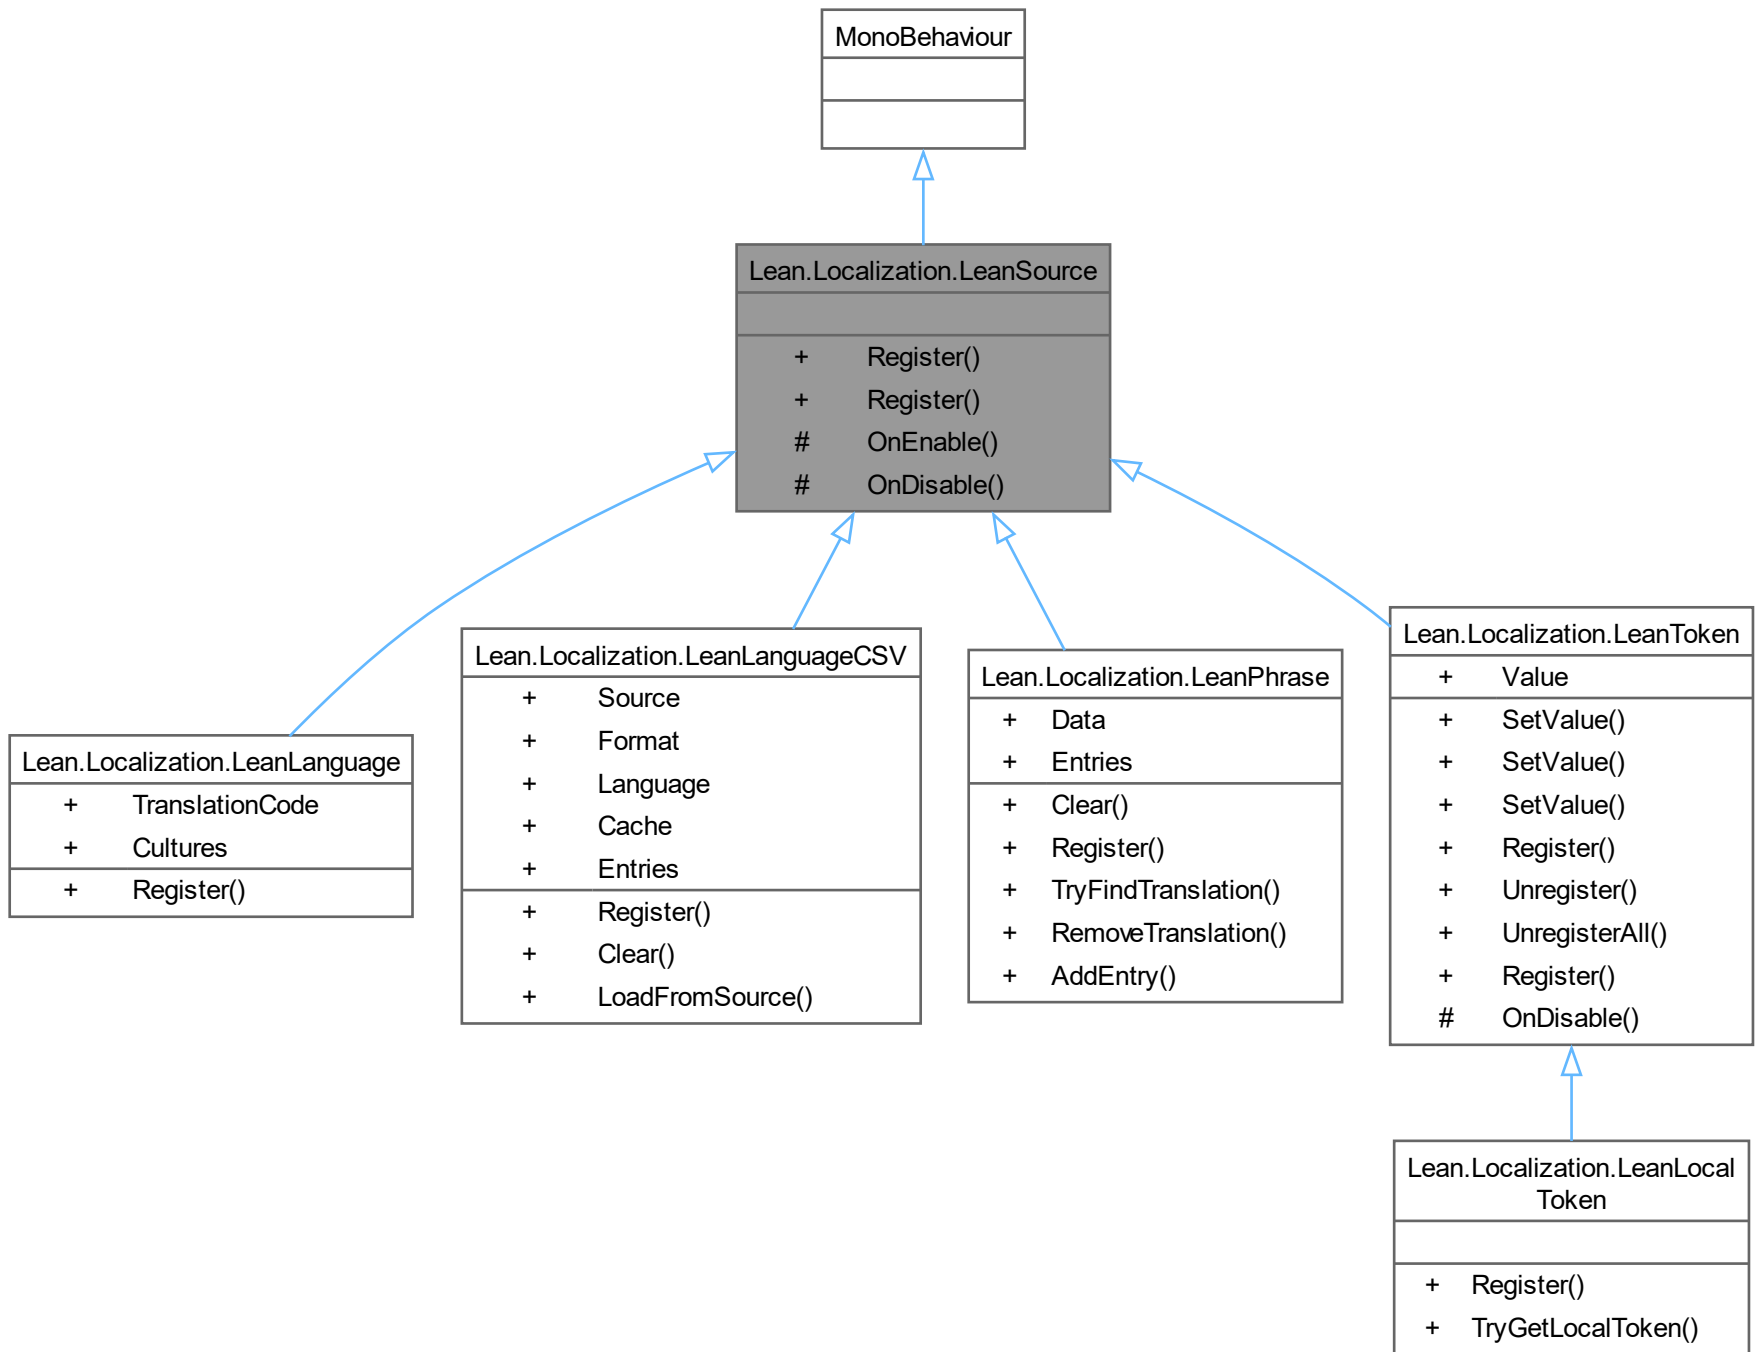 MonoBehaviour
Lean.Localization.LeanSource
+ Register()
+ Register()
# OnEnable()
# OnDisable()
Lean.Localization.LeanLanguage
+ TranslationCode
+ Cultures
+ Register()
Lean.Localization.LeanLanguageCSV
+ Source
+ Format
+ Language
+ Cache
+ Entries
+ Register()
+ Clear()
+ LoadFromSource()
Lean.Localization.LeanPhrase
+ Data
+ Entries
+ Clear()
+ Register()
+ TryFindTranslation()
+ RemoveTranslation()
+ AddEntry()
Lean.Localization.LeanToken
+ Value
+ SetValue()
+ SetValue()
+ SetValue()
+ Register()
+ Unregister()
+ UnregisterAll()
+ Register()
# OnDisable()
Lean.Localization.LeanLocal
Token
+ Register()
+ TryGetLocalToken()